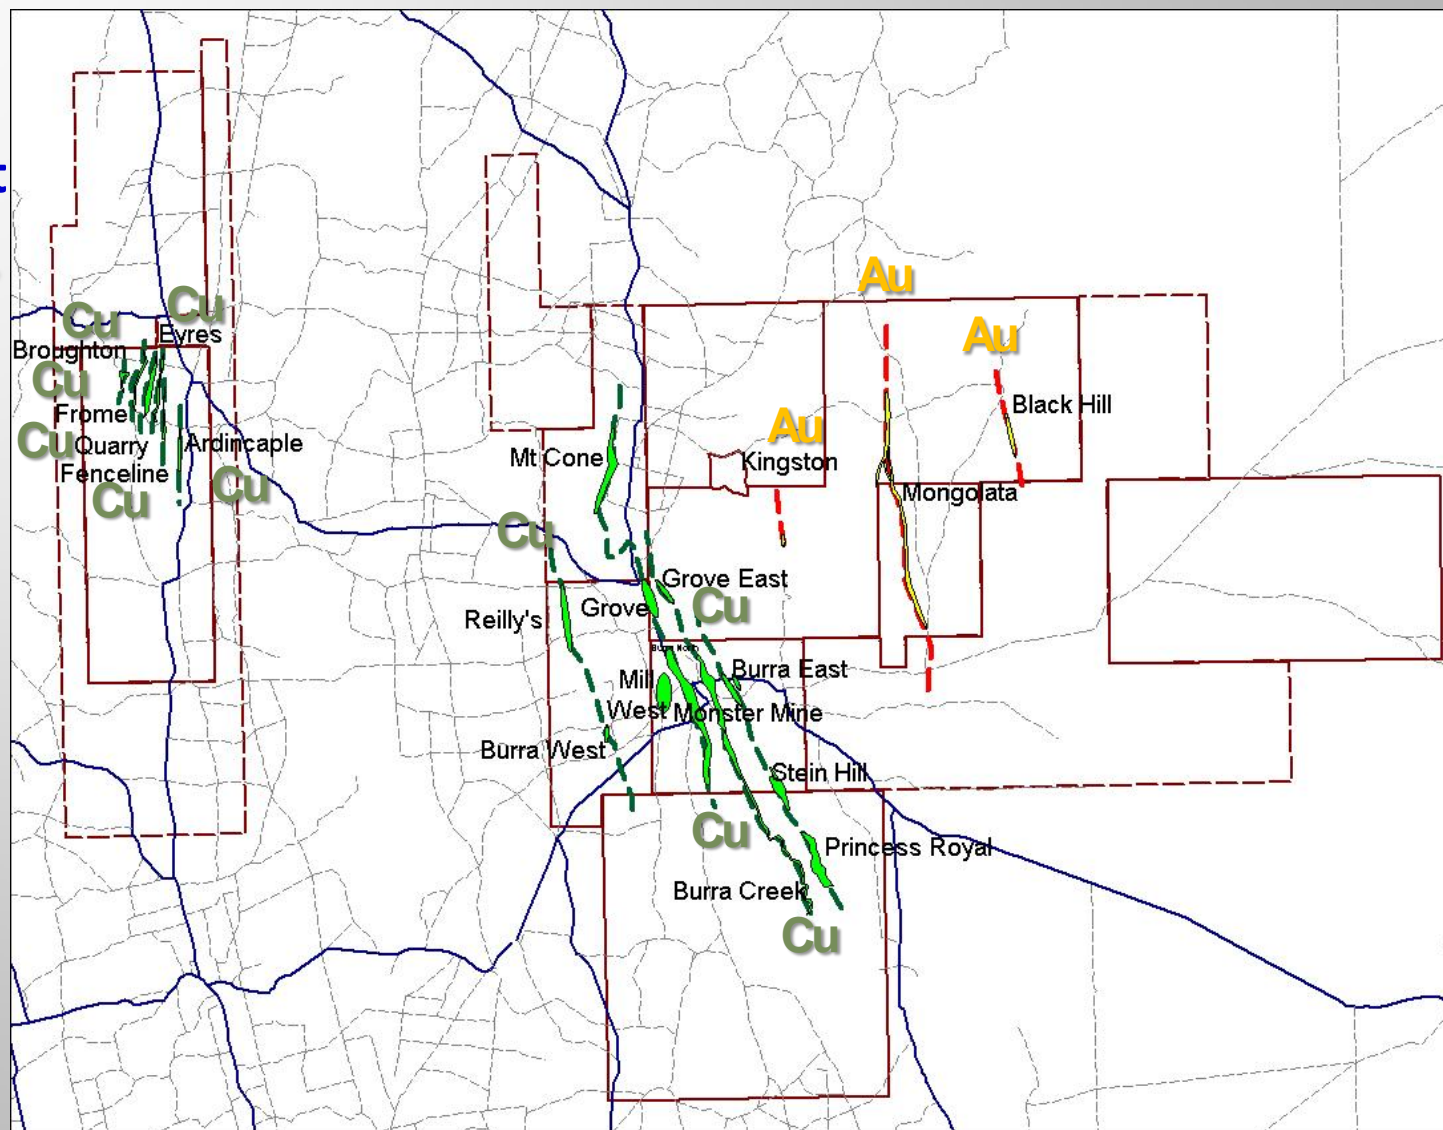 t
Au
Au
Cu
Cu
Eyres
Broughton
Cu
Frome
Black Hill
Au
Cu
Quarry
Ardincaple
Fenceline
Mt Cone
Kingston
Cu
Cu
Mongolata
Cu
Grove East
Grove
Cu
Reilly's
Burra North
Burra East
Mill
West
Monster Mine
Burra West
Stein Hill
Cu
Princess Royal
Burra Creek
Cu